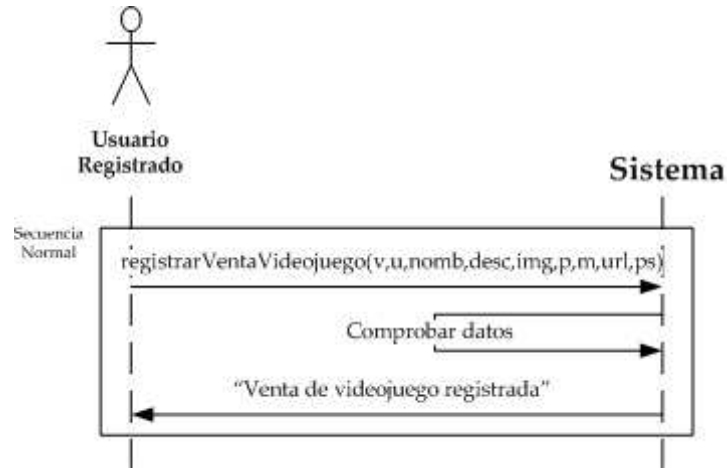 Usuario
Registrado
Sistema
Secuencia
Normal
registrarVentaVideojuego(v,u,nomb,desc,img,p,m,url,ps)
Comprobar datos
“Venta de videojuego registrada”